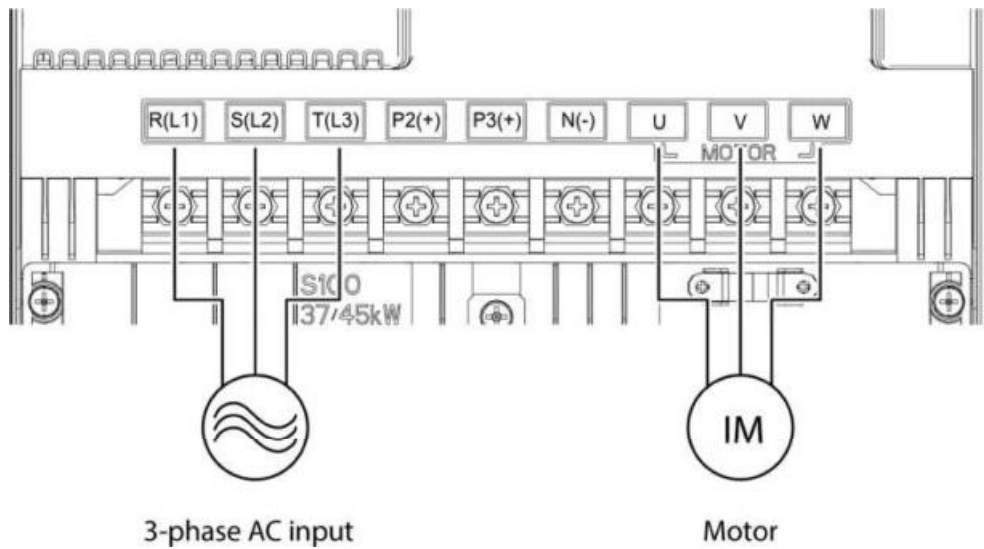 R(L1) S(L2) T(L3) P2(+) P3(+) N(-) U V W
MOTOR
S100
37/45kW
IM
3-phase AC input
Motor